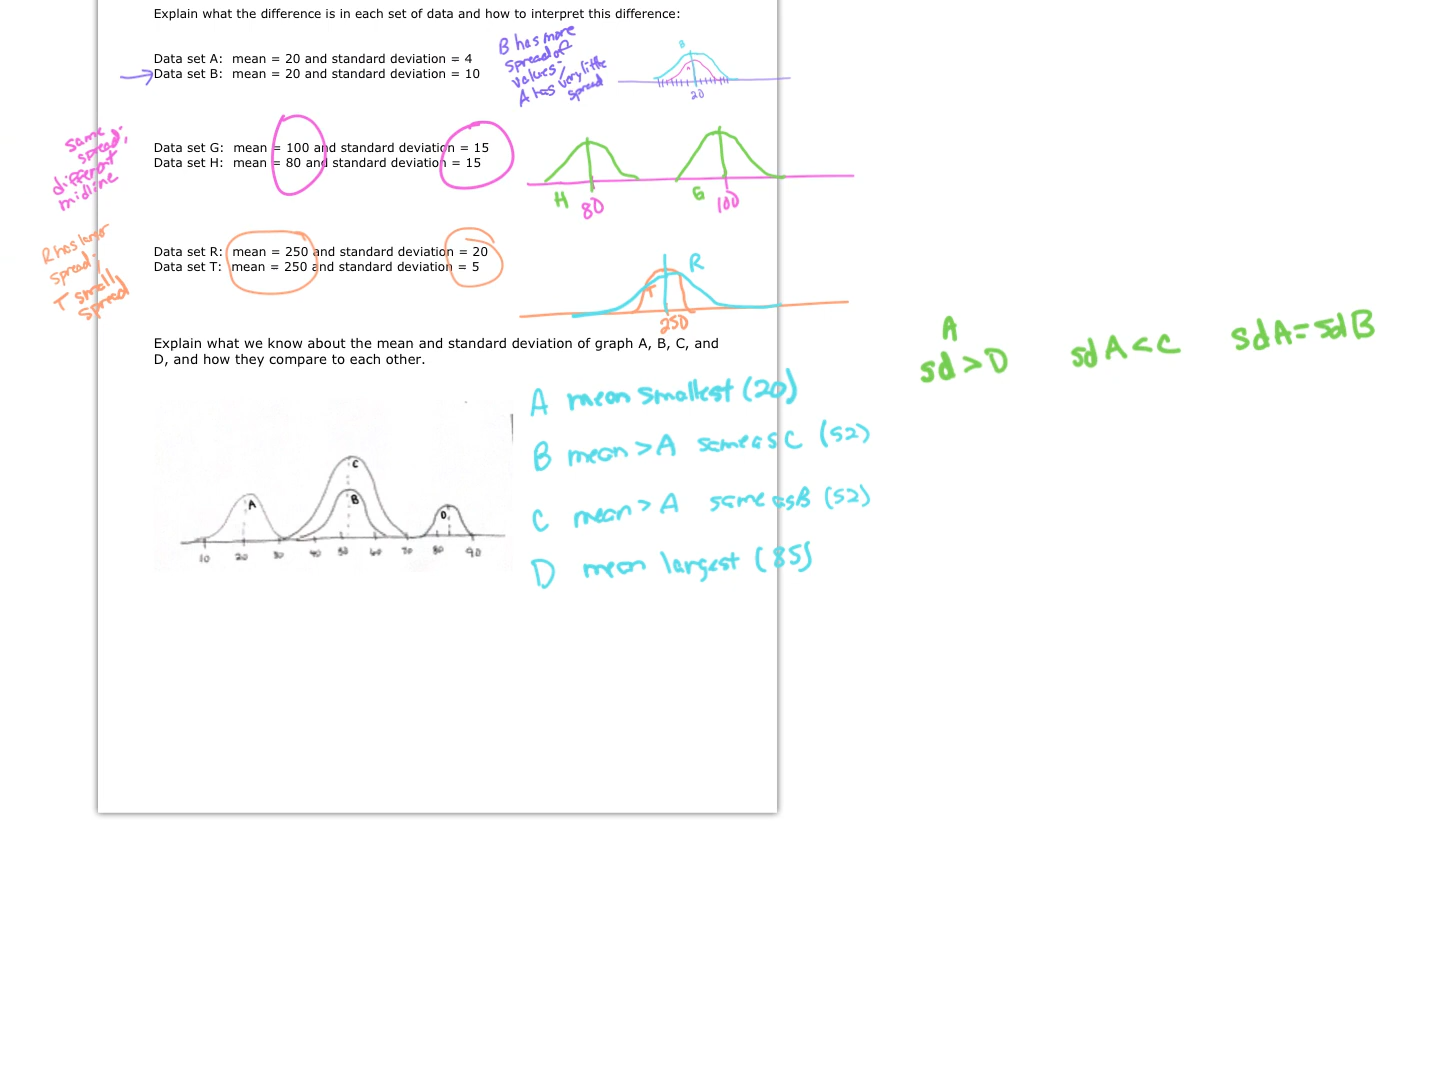 Explain what the difference is in each set of data and how to interpret this difference:
Data set A: mean = 20 and standard deviation = 4
Data set B: mean = 20 and standard deviation = 10
B has more
spread of
values;
A has very little
spread
B
A
20
same
spread;
different
midline
Data set G: mean = 100 and standard deviation = 15
Data set H: mean = 80 and standard deviation = 15
H
80
G
100
R has larger
spread;
T small
spread
Data set R: mean = 250 and standard deviation = 20
Data set T: mean = 250 and standard deviation = 5
R
T
250
Explain what we know about the mean and standard deviation of graph A, B, C, and
D, and how they compare to each other.
A mean smallest (20)
B mean > A same as C (52)
C mean > A same as B (52)
D mean largest (85)
A
sd > D
sd A < C
sd A = sd B
C
A
B
D
10 20 30 40 50 60 70 80 90